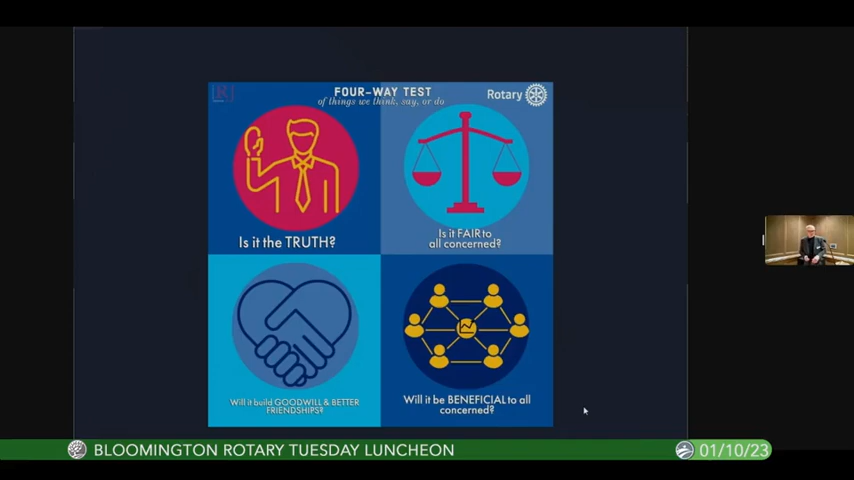 FOUR-WAY TEST
of things we think, say, or do
Rotary
Is it the TRUTH?
Is it FAIR to
all concerned?
Will it build GOODWILL & BETTER
FRIENDSHIPS?
Will it be BENEFICIAL to all
concerned?
BLOOMINGTON ROTARY TUESDAY LUNCHEON
01/10/23